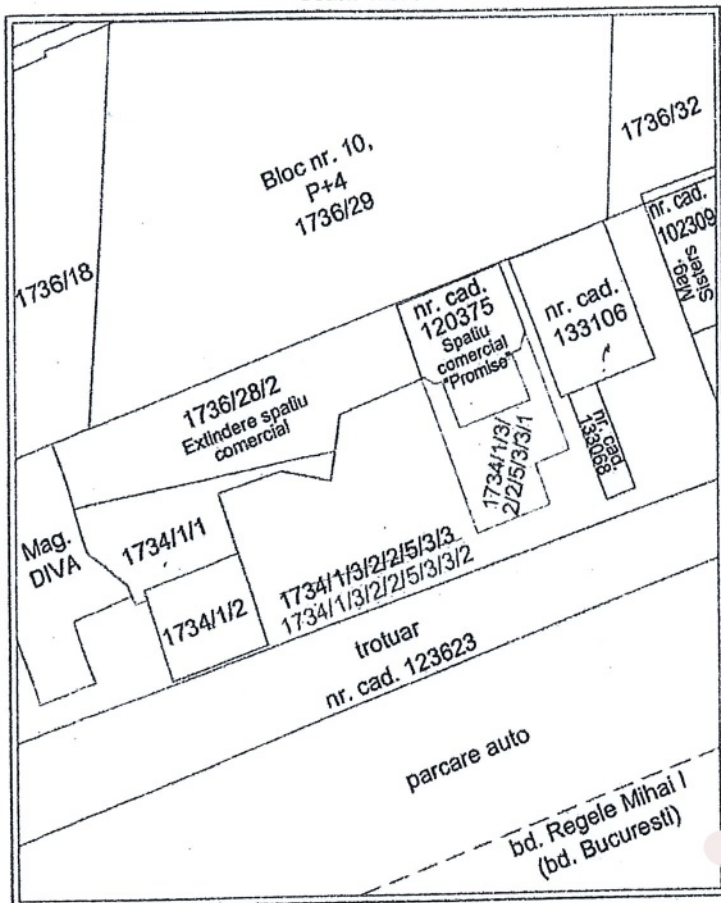 1736/32
Bloc nr. 10,
P+4
1736/29
1736/18
nr. cad.
102309
Mag.
Sisters
nr. cad.
120375
Spatiu
comercial
"Promise"
nr. cad.
133106
1736/28/2
Extindere spatiu
comercial
nr. cad.
133068
1734/1/3/
2/2/5/3/3/1
Mag.
DIVA
1734/1/1
1734/1/2
1734/1/3/2/2/5/3/3
1734/1/3/2/2/5/3/3/2
trotuar
nr. cad. 123623
parcare auto
bd. Regele Mihai I
(bd. Bucuresti)